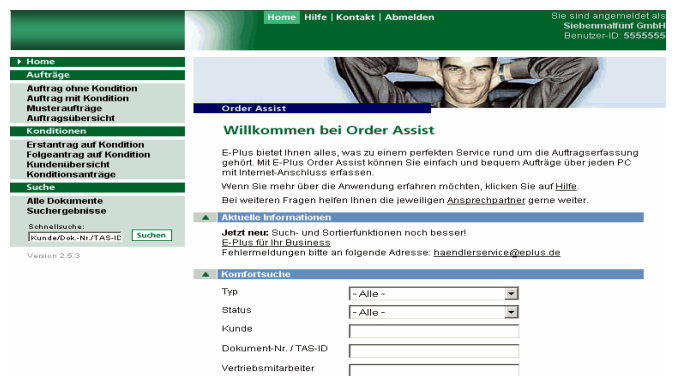 Home Hilfe | Kontakt | Abmelden
Sie sind angemeldet als
Siebenmalfünf GmbH
Benutzer-ID: 5555555
Home
Aufträge
Auftrag ohne Kondition
Auftrag mit Kondition
Musteraufträge
Auftragsübersicht
Konditionen
Erstantrag auf Kondition
Folgeantrag auf Kondition
Kundenübersicht
Konditionsanträge
Suche
Alle Dokumente
Suchergebnisse
Schnellsuche:
Kunde/Dok.-Nr./TAS-ID Suchen
Version 2.5.3
Order Assist
Willkommen bei Order Assist
E-Plus bietet Ihnen alles, was zu einem perfekten Service rund um die Auftragserfassung
gehört. Mit E-Plus Order Assist können Sie einfach und bequem Aufträge über jeden PC
mit Internet-Anschluss erfassen.
Wenn Sie mehr über die Anwendung erfahren möchten, klicken Sie auf Hilfe.
Bei weiteren Fragen helfen Ihnen die jeweiligen Ansprechpartner gerne weiter.
Aktuelle Informationen
Jetzt neu: Such- und Sortierfunktionen noch besser!
E-Plus für Ihr Business
Fehlermeldungen bitte an folgende Adresse: haendlerservice@eplus.de
Komfortsuche
Typ - Alle -
Status - Alle -
Kunde
Dokument-Nr. / TAS-ID
Vertriebsmitarbeiter